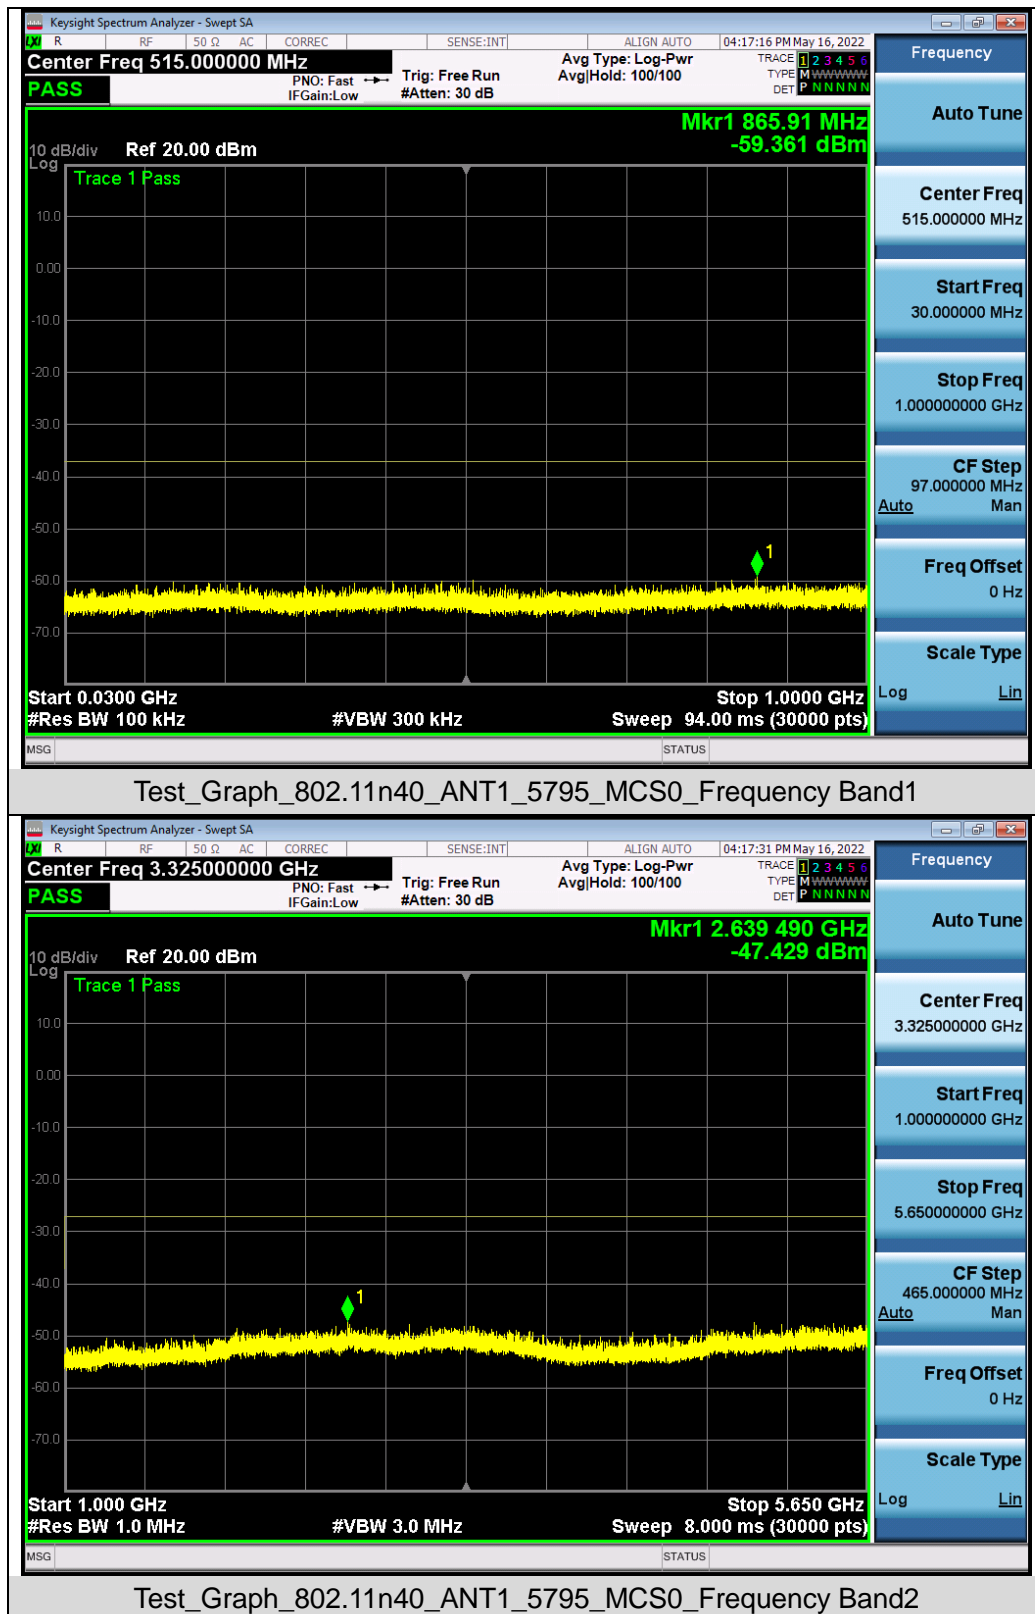 Keysight Spectrum Analyzer - Swept SA
LXI R RF 50 Ω AC CORREC SENSE:INT ALIGN AUTO 04:17:16 PM May 16, 2022
Center Freq 515.000000 MHz
PASS
PNO: Fast
IFGain:Low
Trig: Free Run
#Atten: 30 dB
Avg Type: Log-Pwr
Avg|Hold: 100/100
TRACE 1 2 3 4 5 6
TYPE M WWWWW
DET P N N N N N
Mkr1 865.91 MHz
-59.361 dBm
10 dB/div Ref 20.00 dBm
Log
Trace 1 Pass
10.0
0.00
-10.0
-20.0
-30.0
-40.0
-50.0
-60.0
-70.0
1
Start 0.0300 GHz Stop 1.0000 GHz
#Res BW 100 kHz #VBW 300 kHz Sweep 94.00 ms (30000 pts)
MSG STATUS
Frequency
Auto Tune
Center Freq
515.000000 MHz
Start Freq
30.000000 MHz
Stop Freq
1.000000000 GHz
CF Step
97.000000 MHz
Auto Man
Freq Offset
0 Hz
Scale Type
Log Lin
Test_Graph_802.11n40_ANT1_5795_MCS0_Frequency Band1
Keysight Spectrum Analyzer - Swept SA
LXI R RF 50 Ω AC CORREC SENSE:INT ALIGN AUTO 04:17:31 PM May 16, 2022
Center Freq 3.325000000 GHz
PASS
PNO: Fast
IFGain:Low
Trig: Free Run
#Atten: 30 dB
Avg Type: Log-Pwr
Avg|Hold: 100/100
TRACE 1 2 3 4 5 6
TYPE M WWWWW
DET P N N N N N
Mkr1 2.639 490 GHz
-47.429 dBm
10 dB/div Ref 20.00 dBm
Log
Trace 1 Pass
10.0
0.00
-10.0
-20.0
-30.0
-40.0
-50.0
-60.0
-70.0
1
Start 1.000 GHz Stop 5.650 GHz
#Res BW 1.0 MHz #VBW 3.0 MHz Sweep 8.000 ms (30000 pts)
MSG STATUS
Frequency
Auto Tune
Center Freq
3.325000000 GHz
Start Freq
1.000000000 GHz
Stop Freq
5.650000000 GHz
CF Step
465.000000 MHz
Auto Man
Freq Offset
0 Hz
Scale Type
Log Lin
Test_Graph_802.11n40_ANT1_5795_MCS0_Frequency Band2